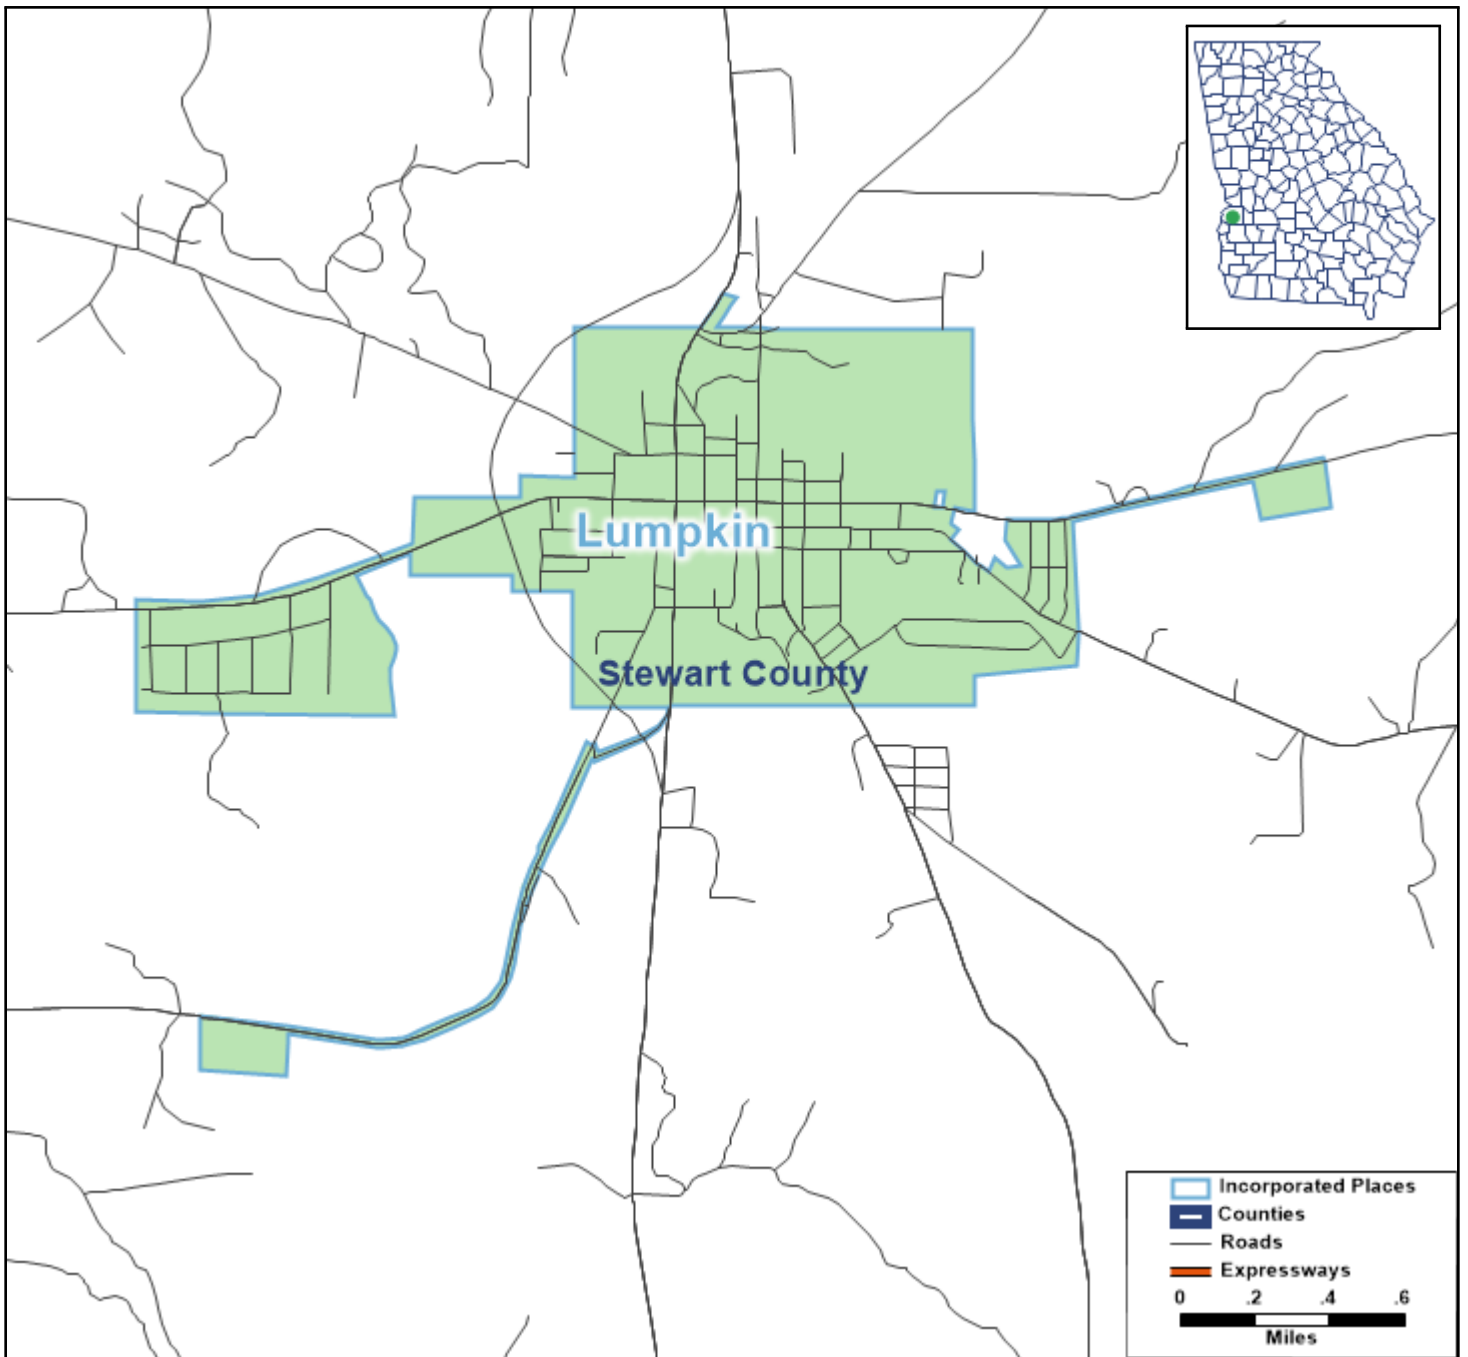 Lumpkin
Stewart County
Incorporated Places
Counties
Roads
Expressways
0 .2 .4 .6
Miles